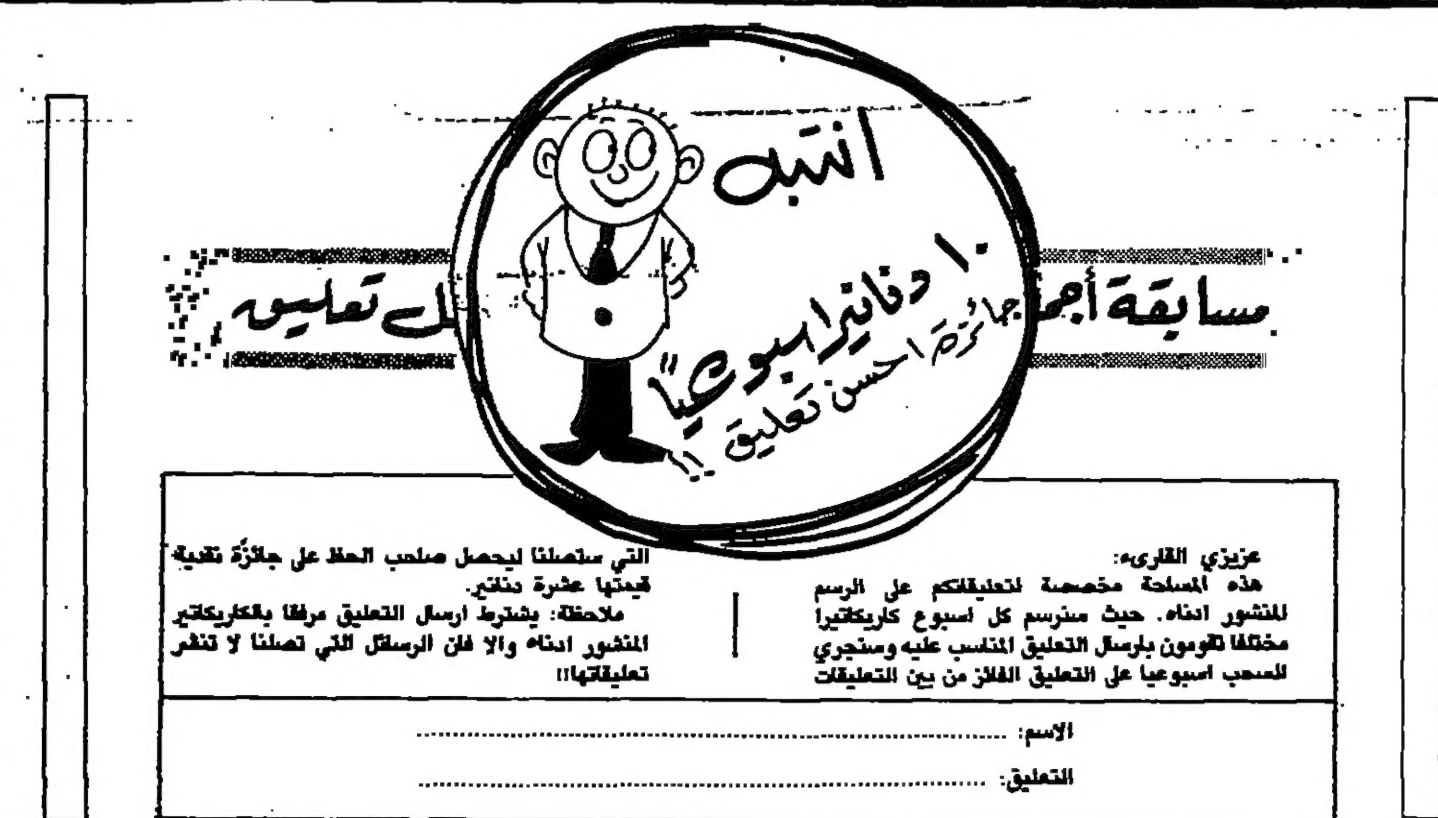 انتبه
١٠ دنانير اسبوعياً
جائزة احسن تعليق !!
مسابقة أجمل تعليق
عزيزي القارىء:
هذه المساحة مخصصة لتعليقاتكم على الرسم
المنشور ادناه، حيث سنرسم كل اسبوع كاريكاتيرا
مختلفا تقومون بارسال التعليق المناسب عليه وسنجري
السحب اسبوعيا على التعليق الفائز من بين التعليقات
التي ستصلنا ليحصل صاحب الحظ على جائزة نقدية
قيمتها عشرة دنانير.
ملاحظة: يشترط ارسال التعليق مرفقا بالكاريكاتير
المنشور ادناه والا فان الرسائل التي تصلنا لا تنشر
تعليقاتها!!
الاسم: ........................................
التعليق: ........................................